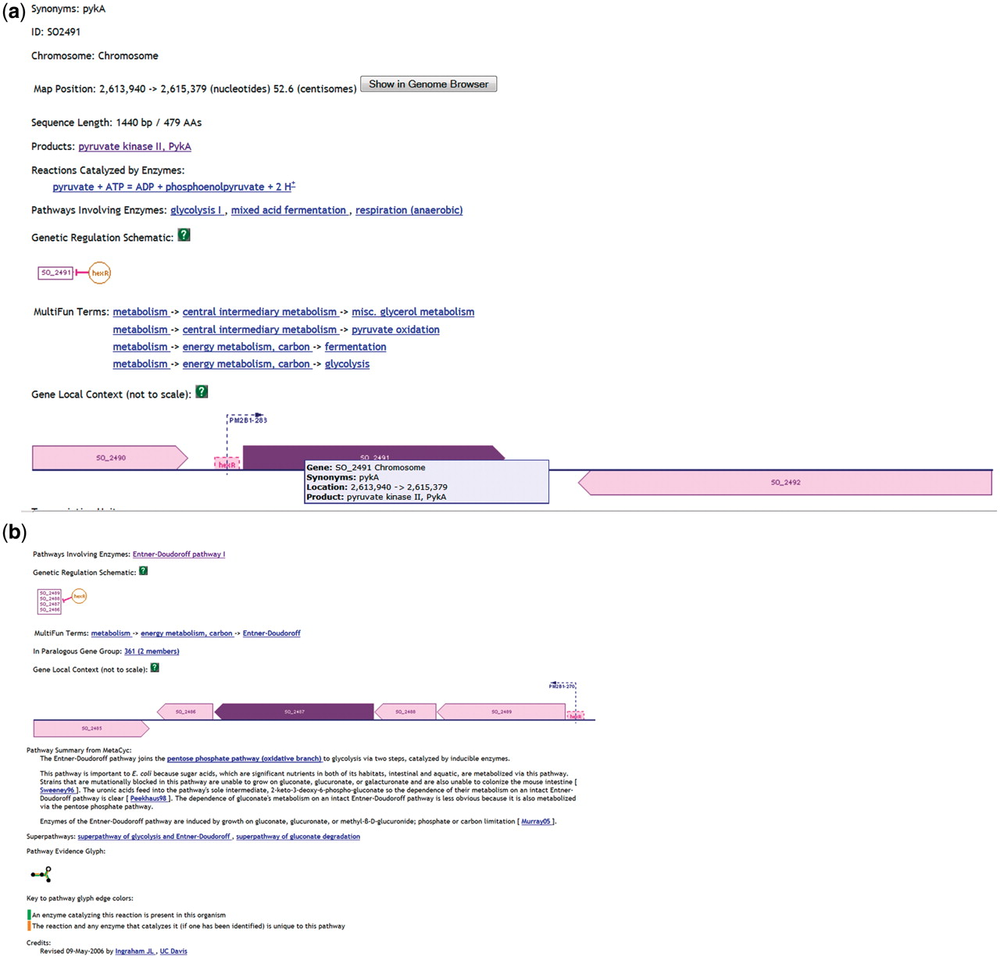 (a)
Synonyms: pykA
ID: SO2491
Chromosome: Chromosome
Map Position: 2,613,940 -> 2,615,379 (nucleotides) 52.6 (centisomes) Show in Genome Browser
Sequence Length: 1440 bp / 479 AAs
Products: pyruvate kinase II, PykA
Reactions Catalyzed by Enzymes:
pyruvate + ATP = ADP + phosphoenolpyruvate + 2 H+
Pathways Involving Enzymes: glycolysis I , mixed acid fermentation , respiration (anaerobic)
Genetic Regulation Schematic: ?
SO_2491 hexR
MultiFun Terms: metabolism -> central intermediary metabolism -> misc. glycerol metabolism
metabolism -> central intermediary metabolism -> pyruvate oxidation
metabolism -> energy metabolism, carbon -> fermentation
metabolism -> energy metabolism, carbon -> glycolysis
Gene Local Context (not to scale): ?
PM2B1-283
SO_2490 hexR SO_2491
Gene: SO_2491 Chromosome
Synonyms: pykA
Location: 2,613,940 -> 2,615,379
Product: pyruvate kinase II, PykA
SO_2492
(b)
Pathways Involving Enzymes: Entner-Doudoroff pathway I
Genetic Regulation Schematic: ?
SO_2489
SO_2488
SO_2487
SO_2486
hexR
MultiFun Terms: metabolism -> energy metabolism, carbon -> Entner-Doudoroff
In Paralogous Gene Group: 361 (2 members)
Gene Local Context (not to scale): ?
PM2B1-270
SO_2486 SO_2487 SO_2488 SO_2489 hexR
SO_2485
Pathway Summary from MetaCyc:
The Entner-Doudoroff pathway joins the pentose phosphate pathway (oxidative branch) to glycolysis via two steps, catalyzed by inducible enzymes.
This pathway is important to E. coli because sugar acids, which are significant nutrients in both of its habitats, intestinal and aquatic, are metabolized via this pathway.
Strains that are mutationally blocked in this pathway are unable to grow on gluconate, glucuronate, or galacturonate and are also unable to colonize the mouse intestine [
Sweeney96 ]. The uronic acids feed into the pathway's sole intermediate, 2-keto-3-deoxy-6-phospho-gluconate so the dependence of their metabolism on an intact Entner-
Doudoroff pathway is clear [ Peekhaus98 ]. The dependence of gluconate's metabolism on an intact Entner-Doudoroff pathway is less obvious because it is also metabolized
via the pentose phosphate pathway.
Enzymes of the Entner-Doudoroff pathway are induced by growth on gluconate, glucuronate, or methyl-β-D-glucuronide; phosphate or carbon limitation [ Murray05 ].
Superpathways: superpathway of glycolysis and Entner-Doudoroff , superpathway of gluconate degradation
Pathway Evidence Glyph:
Key to pathway glyph edge colors:
An enzyme catalyzing this reaction is present in this organism
The reaction and any enzyme that catalyzes it (if one has been identified) is unique to this pathway
Credits:
Revised 09-May-2006 by Ingraham JL , UC Davis